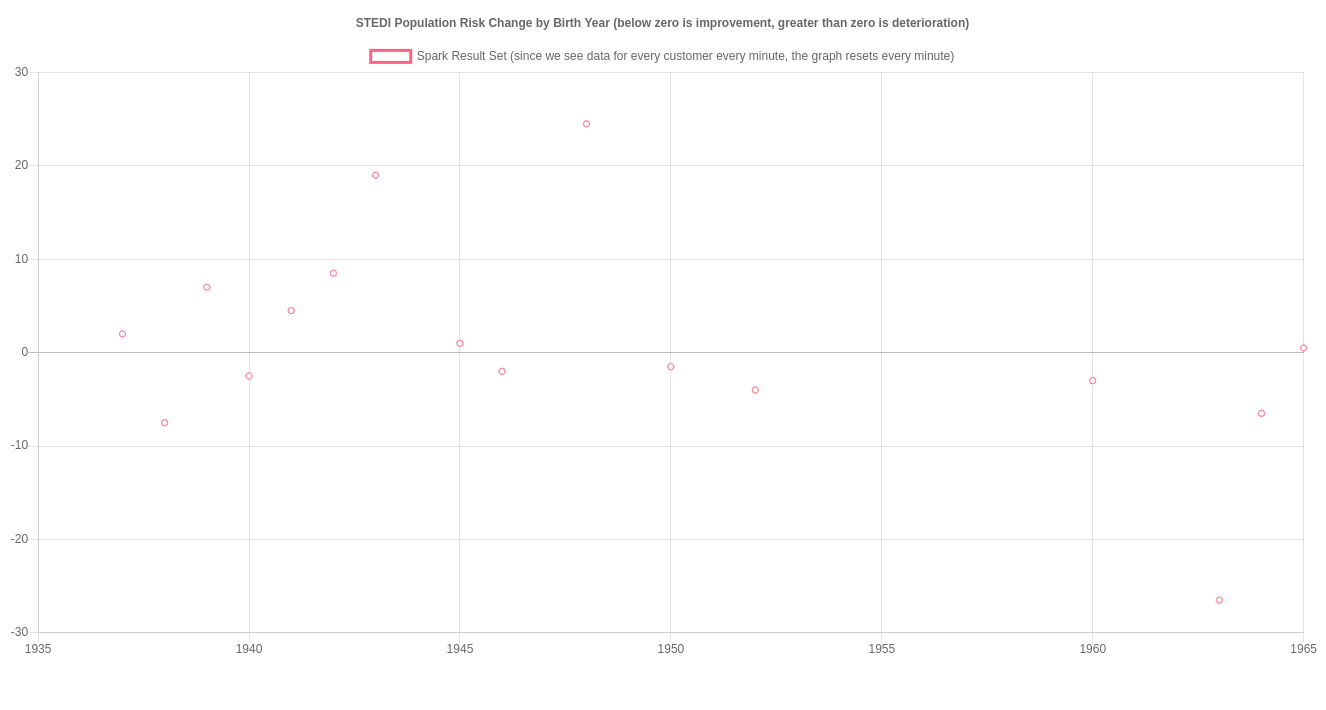 STEDI Population Risk Change by Birth Year (below zero is improvement, greater than zero is deterioration)
Spark Result Set (since we see data for every customer every minute, the graph resets every minute)
30
20
10
0
-10
-20
-30
1935 1940 1945 1950 1955 1960 1965